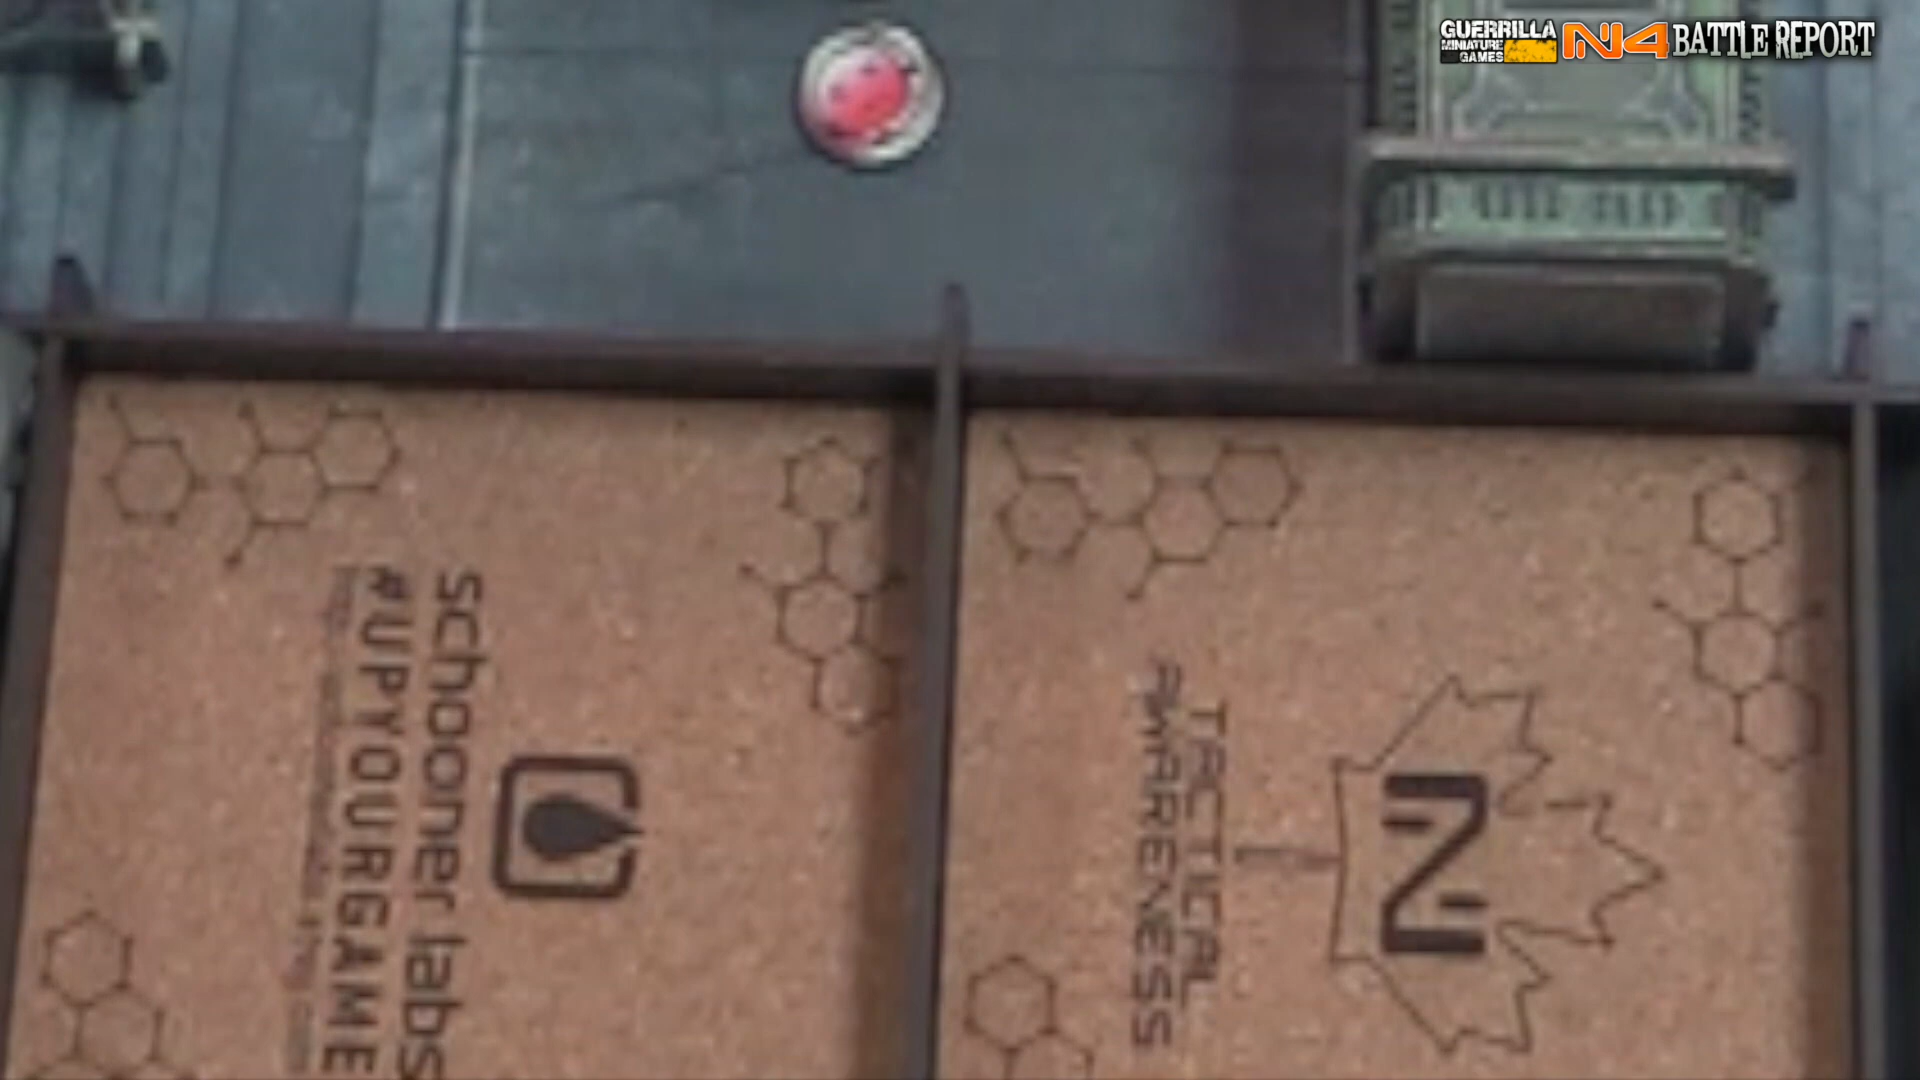 GUERRILLA
MINIATURE
GAMES
N4 BATTLE REPORT
schooner labs
#UPYOURGAME
TACTICAL
AWARENESS
N